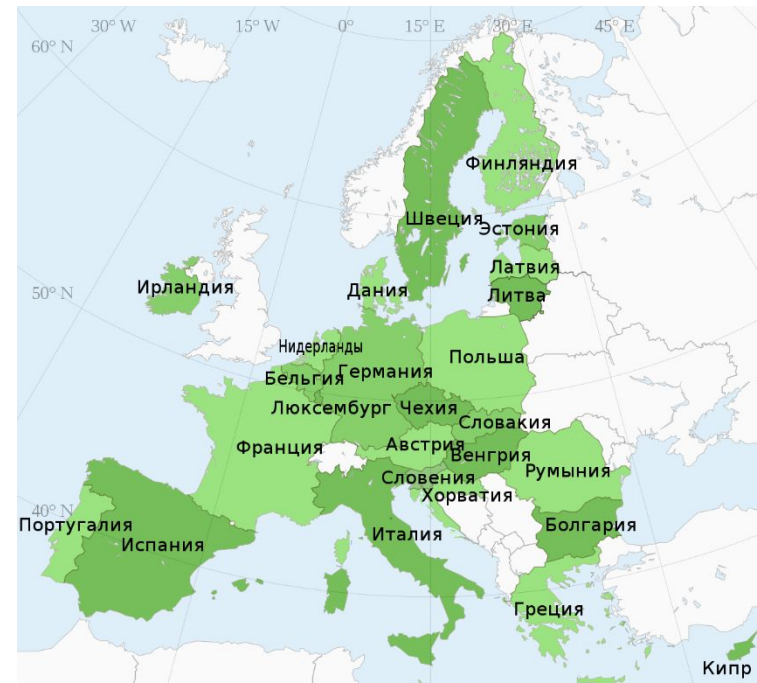 30° W
15° W
0°
15° E
30° E
45° E
60° N
Финляндия
Швеция
Эстония
Латвия
Ирландия
Дания
Литва
50° N
Нидерланды
Польша
Германия
Бельгия
Люксембург
Чехия
Словакия
Австрия
Франция
Венгрия
Румыния
Словения
Хорватия
40° N
Португалия
Болгария
Италия
Испания
Греция
Кипр